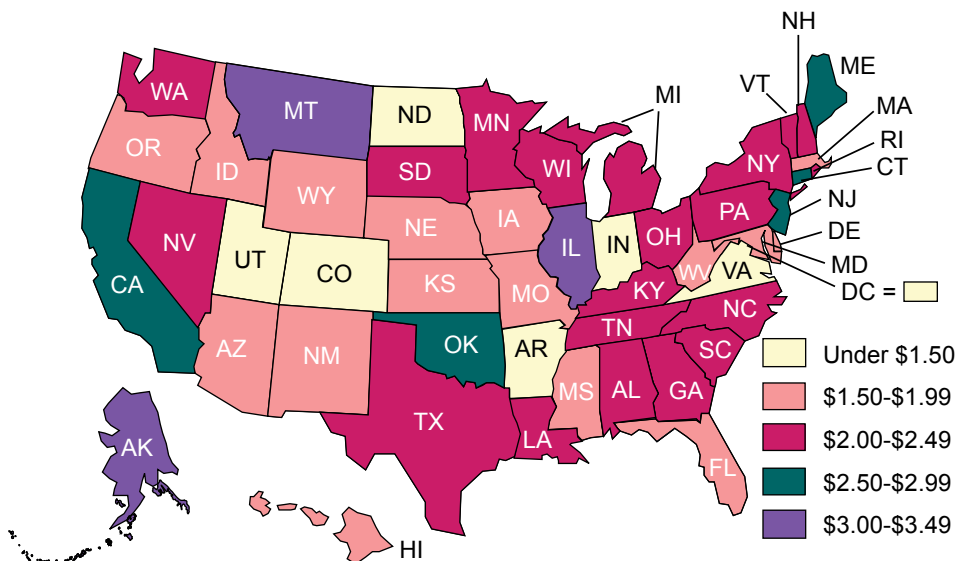 NH
VT
ME
MI
MA
WA
MT
ND
MN
RI
OR
ID
SD
WI
NY
CT
WY
IA
PA
NJ
NE
IL
IN
OH
DE
NV
UT
CO
WV
VA
MD
CA
KS
MO
KY
DC =
NC
TN
AZ
NM
OK
AR
SC
Under $1.50
MS
AL
GA
$1.50-$1.99
TX
LA
$2.00-$2.49
AK
FL
$2.50-$2.99
HI
$3.00-$3.49